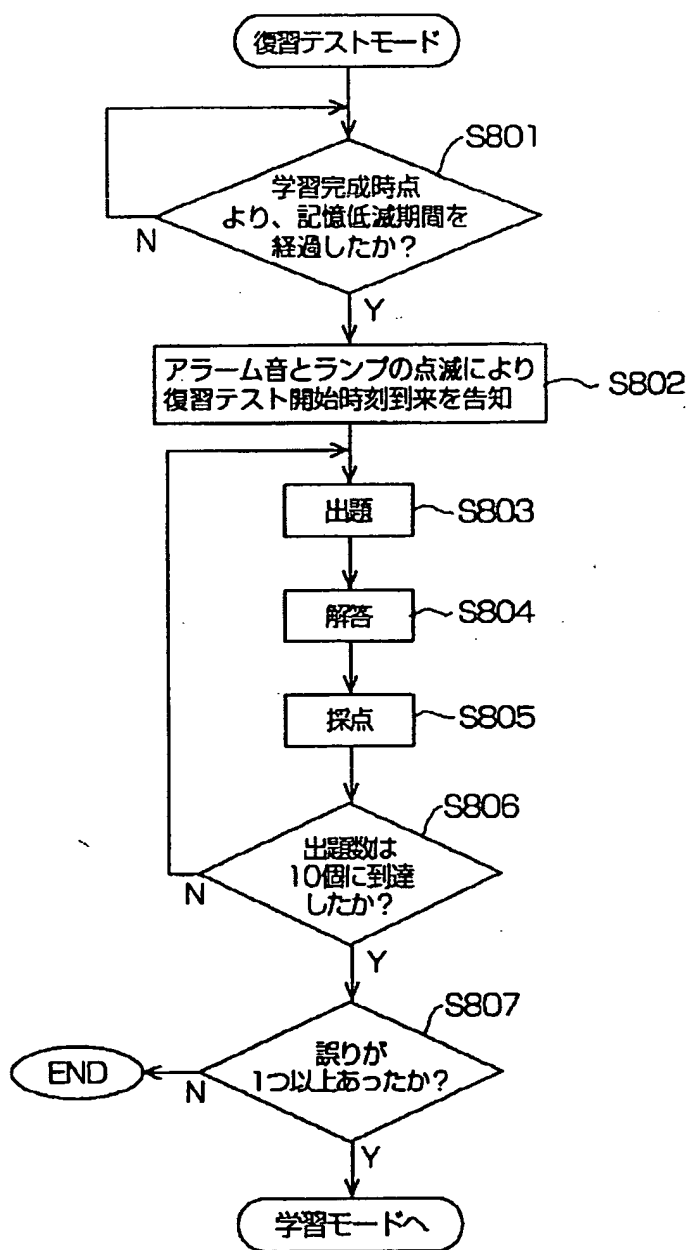 復習テストモード
S801
学習完成時点
より、記憶低減期間を
経過したか?
N
Y
アラーム音とランプの点滅により
復習テスト開始時刻到来を告知
S802
出題
S803
解答
S804
採点
S805
S806
出題数は
10個に到達
したか?
N
Y
S807
誤りが
1つ以上あったか?
END
N
Y
学習モードへ